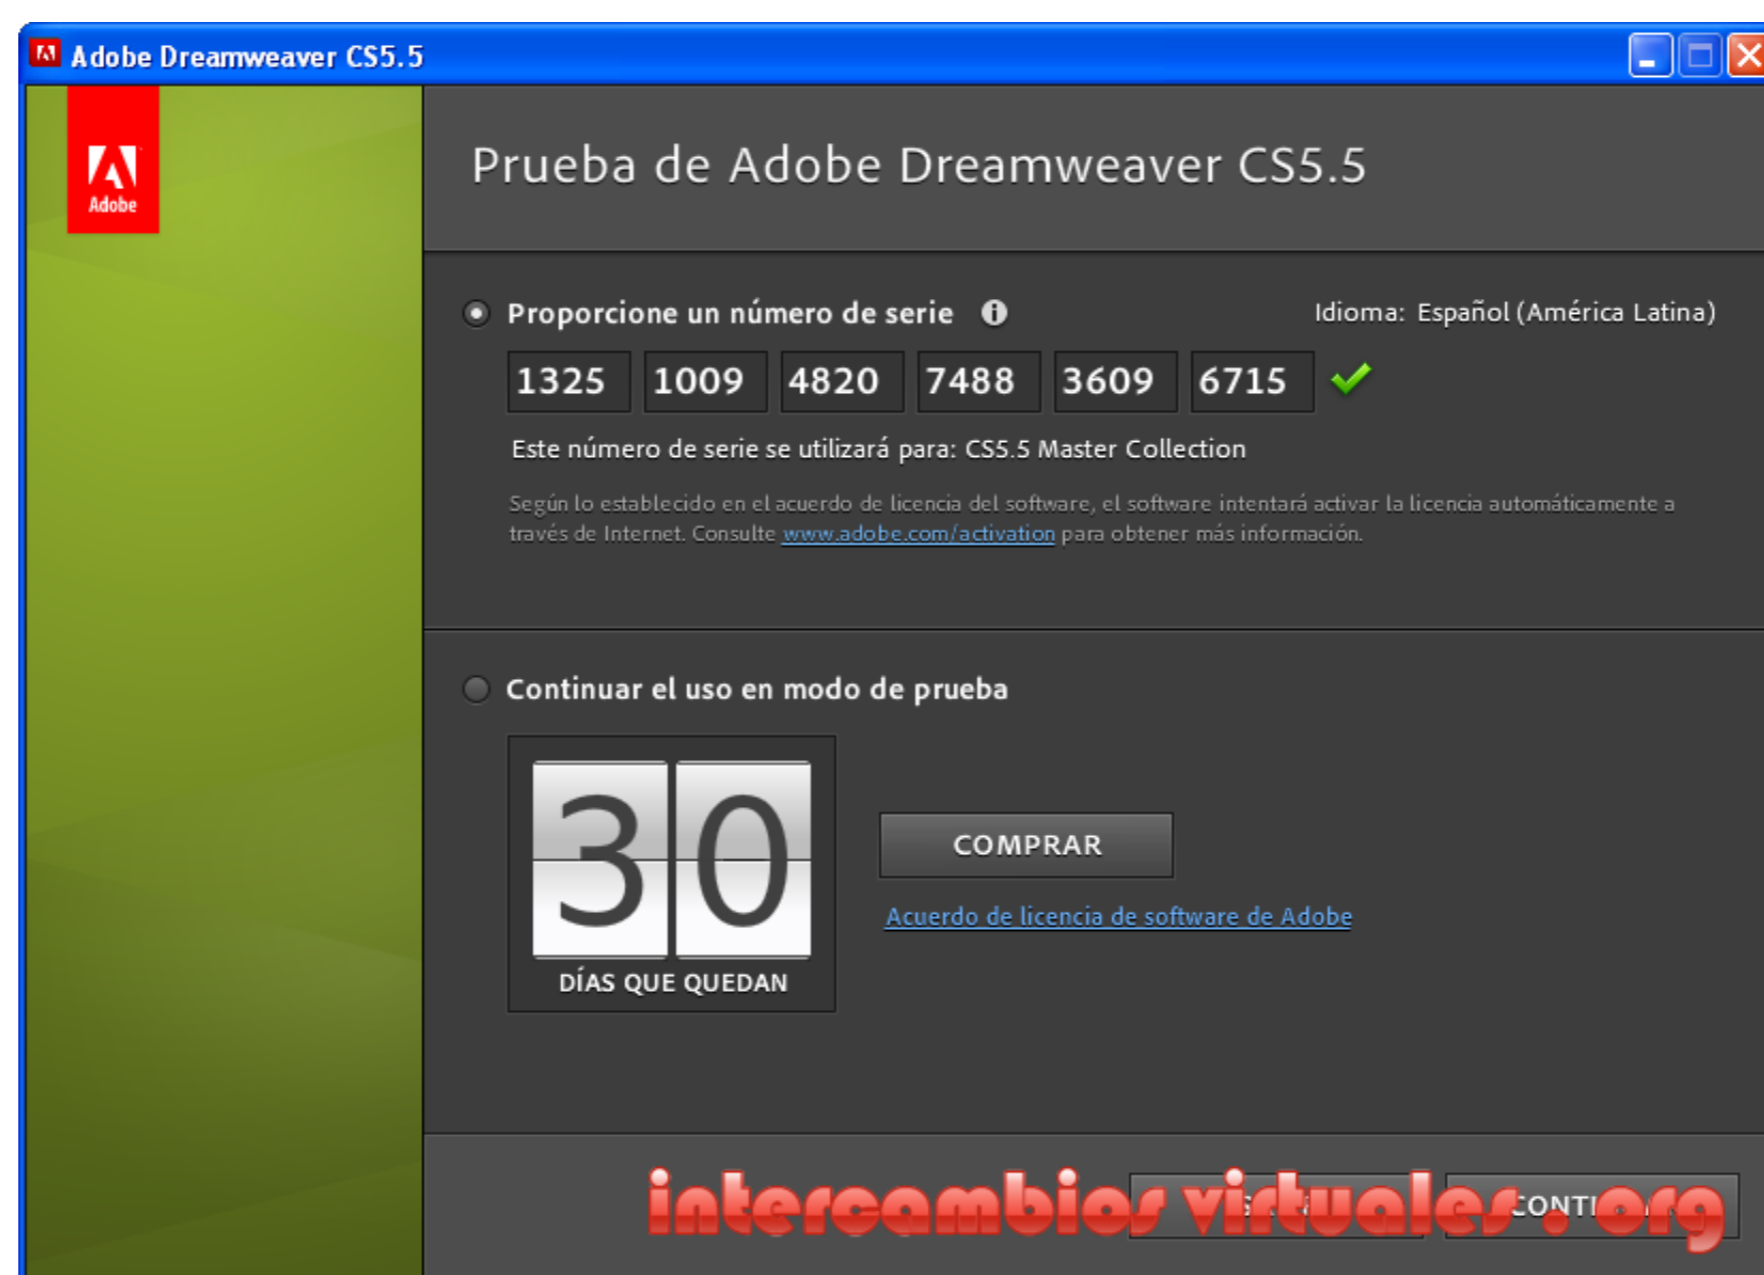 Adobe Dreamweaver CS5.5
Adobe
Prueba de Adobe Dreamweaver CS5.5
Proporcione un número de serie
Idioma: Español (América Latina)
1325 1009 4820 7488 3609 6715
Este número de serie se utilizará para: CS5.5 Master Collection
Según lo establecido en el acuerdo de licencia del software, el software intentará activar la licencia automáticamente a
través de Internet. Consulte www.adobe.com/activation para obtener más información.
Continuar el uso en modo de prueba
30
COMPRAR
Acuerdo de licencia de software de Adobe
DÍAS QUE QUEDAN
intercambios virtuales . org